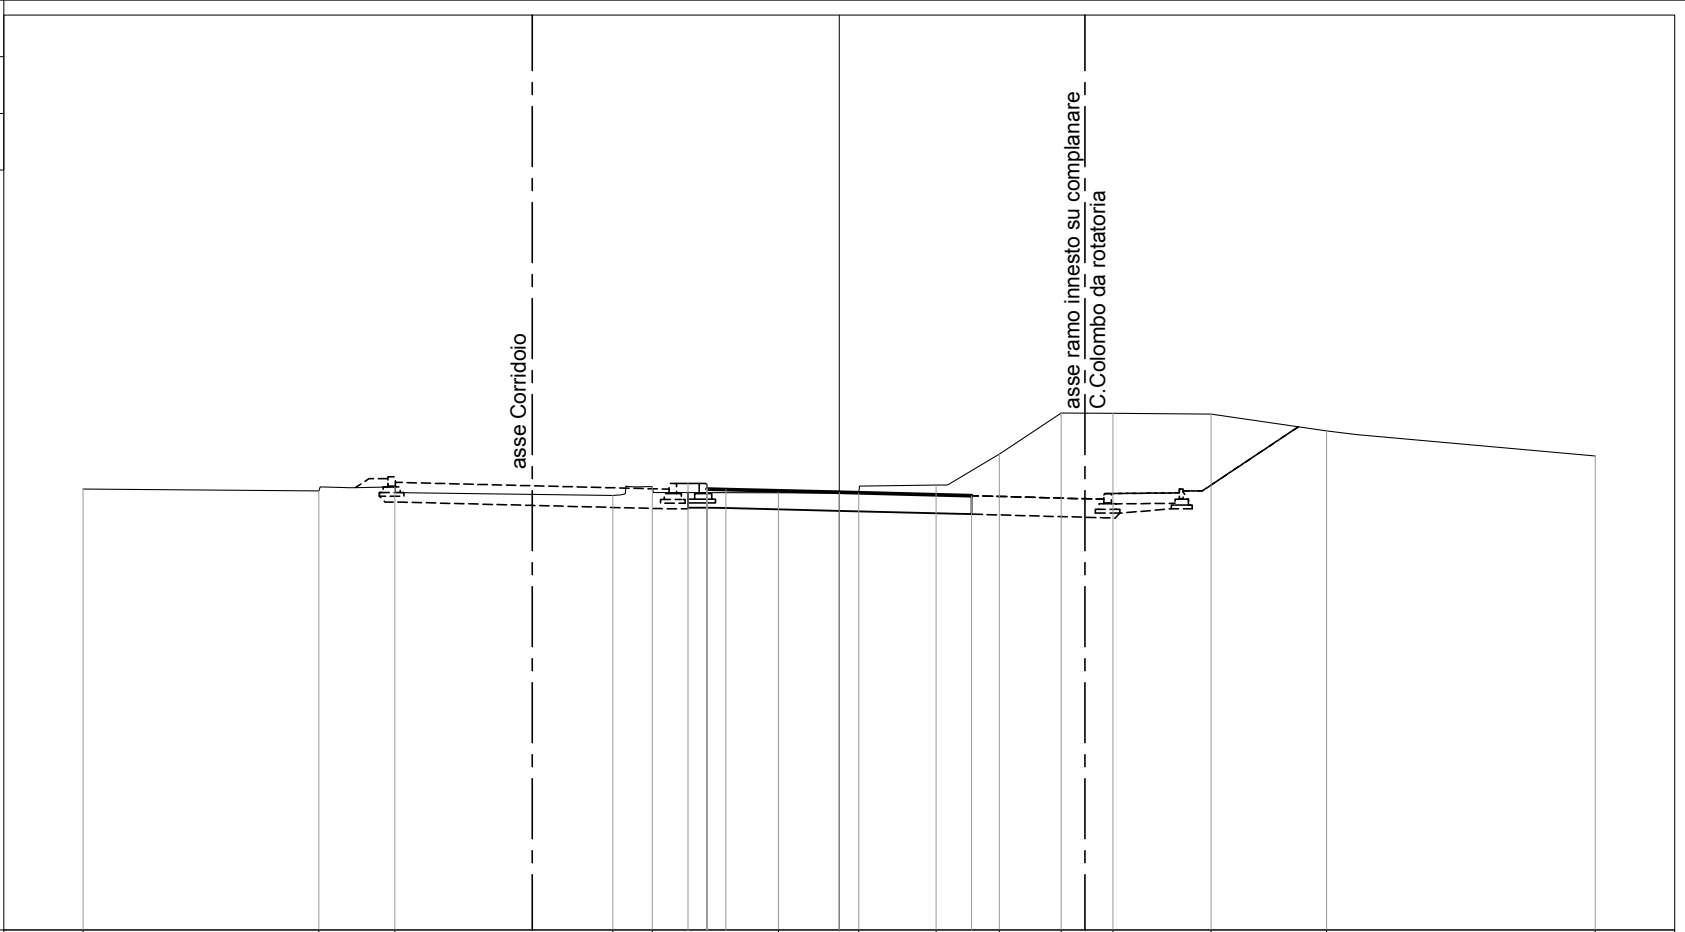 asse Corridoio
asse ramo innesto su complanare
C.Colombo da rotatoria